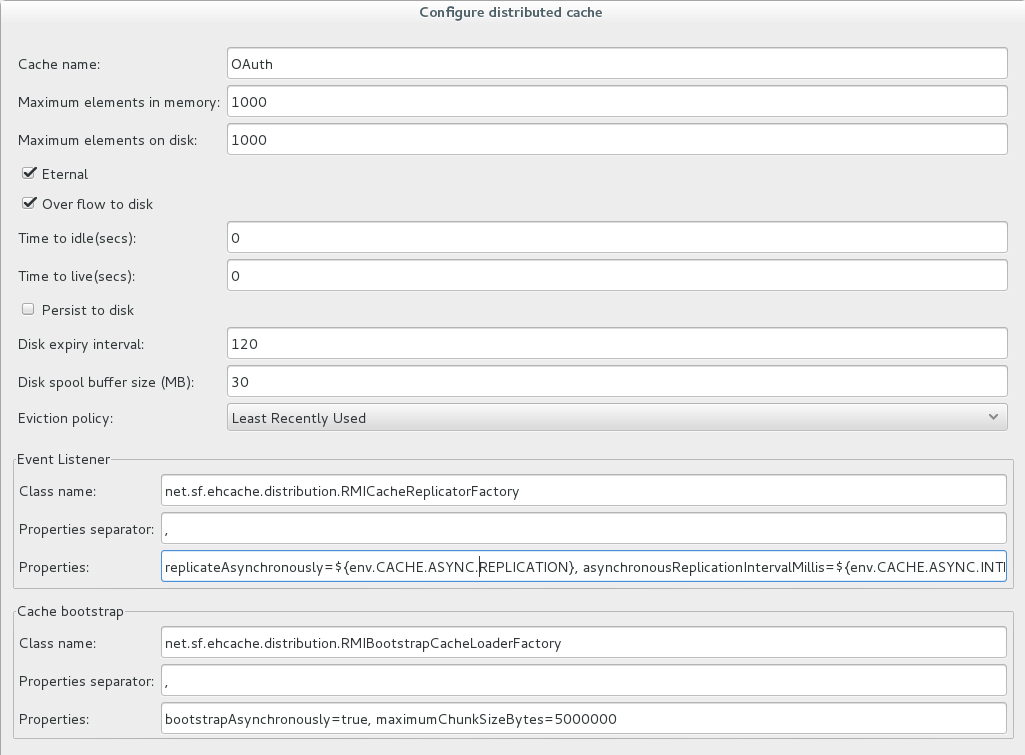 Configure distributed cache
Cache name: OAuth
Maximum elements in memory: 1000
Maximum elements on disk: 1000
Eternal
Over flow to disk
Time to idle(secs): 0
Time to live(secs): 0
Persist to disk
Disk expiry interval: 120
Disk spool buffer size (MB): 30
Eviction policy: Least Recently Used
Event Listener
Class name: net.sf.ehcache.distribution.RMICacheReplicatorFactory
Properties separator: ,
Properties: replicateAsynchronously=${env.CACHE.ASYNC.REPLICATION}, asynchronousReplicationIntervalMillis=${env.CACHE.ASYNC.INT
Cache bootstrap
Class name: net.sf.ehcache.distribution.RMIBootstrapCacheLoaderFactory
Properties separator: ,
Properties: bootstrapAsynchronously=true, maximumChunkSizeBytes=5000000